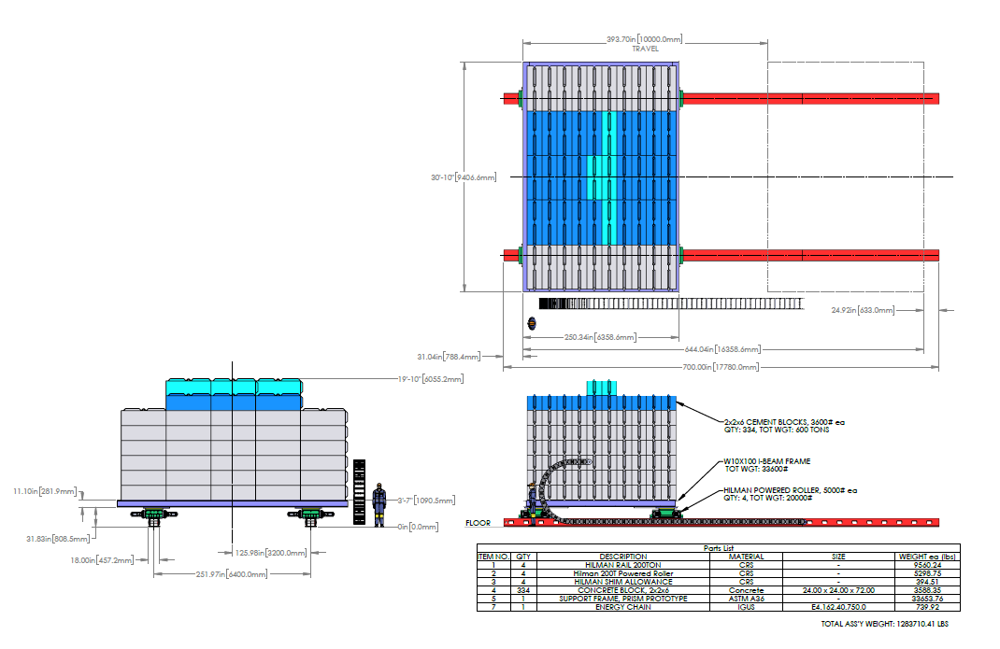 393.70in[10000.0mm]
TRAVEL
30'-10"[9406.6mm]
24.92in[633.0mm]
250.34in[6358.6mm]
644.04in[16358.6mm]
31.04in[788.4mm]
700.00in[17780.0mm]
19'-10"[6055.2mm]
2x2x6 CEMENT BLOCKS, 3600# ea
QTY: 334, TOT WGT: 600 TONS
W10X100 I-BEAM FRAME
TOT WGT: 33600#
11.10in[281.9mm]
3'-7"[1090.5mm]
HILMAN POWERED ROLLER, 5000# ea
QTY: 4, TOT WGT: 20000#
FLOOR
0in[0.0mm]
31.83in[808.5mm]
18.00in[457.2mm]
125.98in[3200.0mm]
251.97in[6400.0mm]
Parts List
ITEM NO. QTY DESCRIPTION MATERIAL SIZE WEIGHT ea (lbs)
1 4 HILMAN RAIL 200TON CRS - 9560.24
2 4 Hilman 200T Powered Roller CRS - 5298.75
3 4 HILMAN SHIM ALLOWANCE CRS - 394.51
4 334 CONCRETE BLOCK, 2x2x6 Concrete 24.00 x 24.00 x 72.00 3588.35
5 1 SUPPORT FRAME, PRISM PROTOTYPE ASTM A36 - 33653.76
7 1 ENERGY CHAIN IGUS E4.162.40.750.0 739.92
TOTAL ASS'Y WEIGHT: 1283710.41 LBS